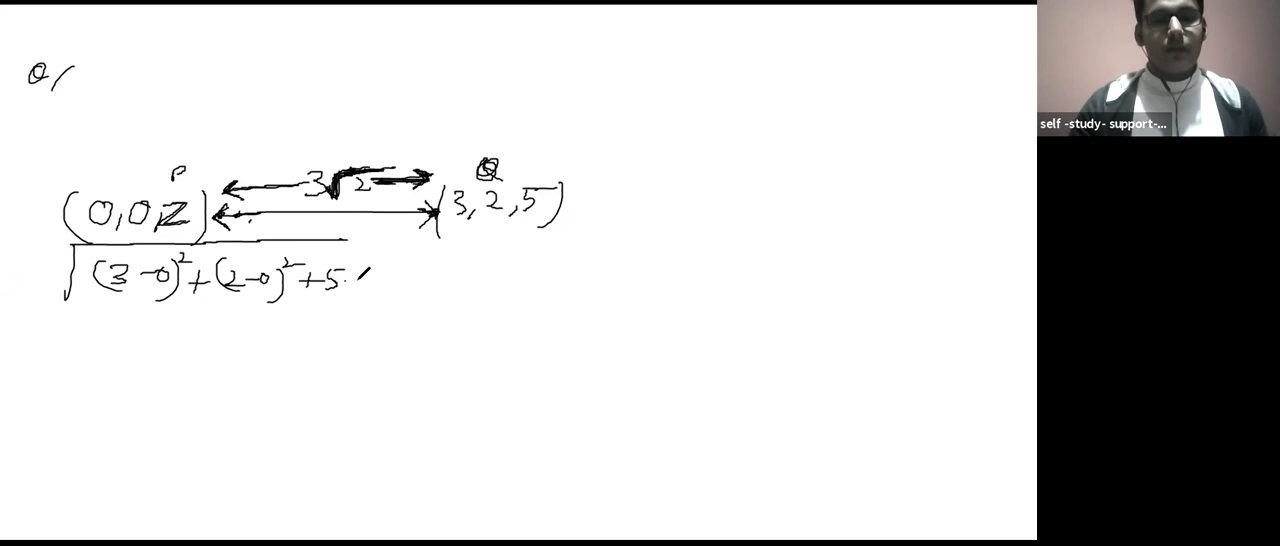 Q/
P
3√2
Q
(0,0,z)
(3,2,5)
√(3-0)²+(2-0)²+5.
self -study- support-...